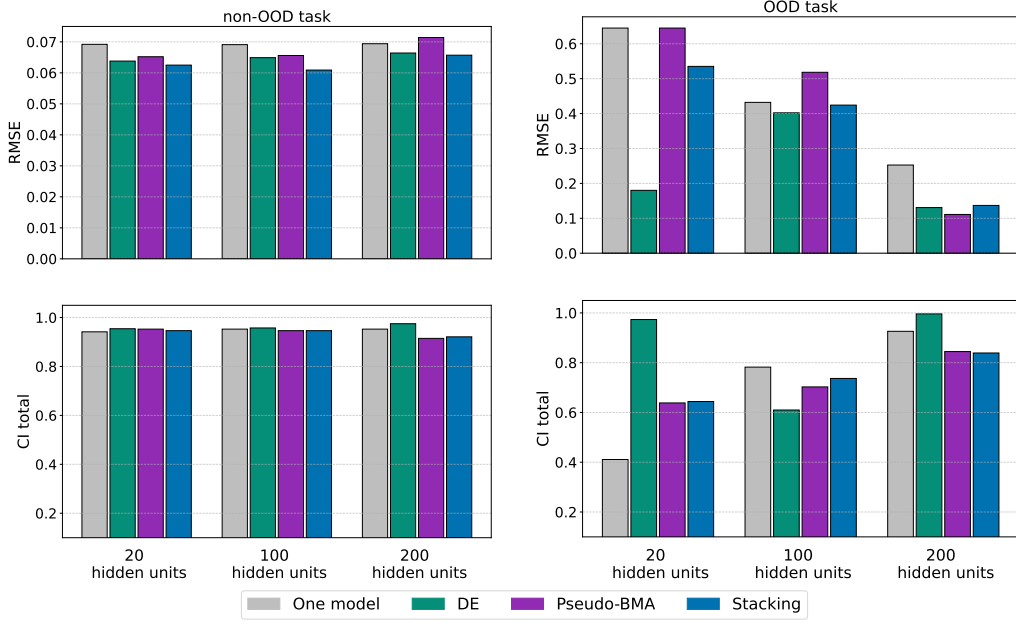 non-OOD task
RMSE
0.07
0.06
0.05
0.04
0.03
0.02
0.01
0.00
OOD task
RMSE
0.6
0.5
0.4
0.3
0.2
0.1
0.0
CI total
1.0
0.8
0.6
0.4
0.2
20
hidden units
100
hidden units
200
hidden units
CI total
1.0
0.8
0.6
0.4
0.2
20
hidden units
100
hidden units
200
hidden units
One model
DE
Pseudo-BMA
Stacking